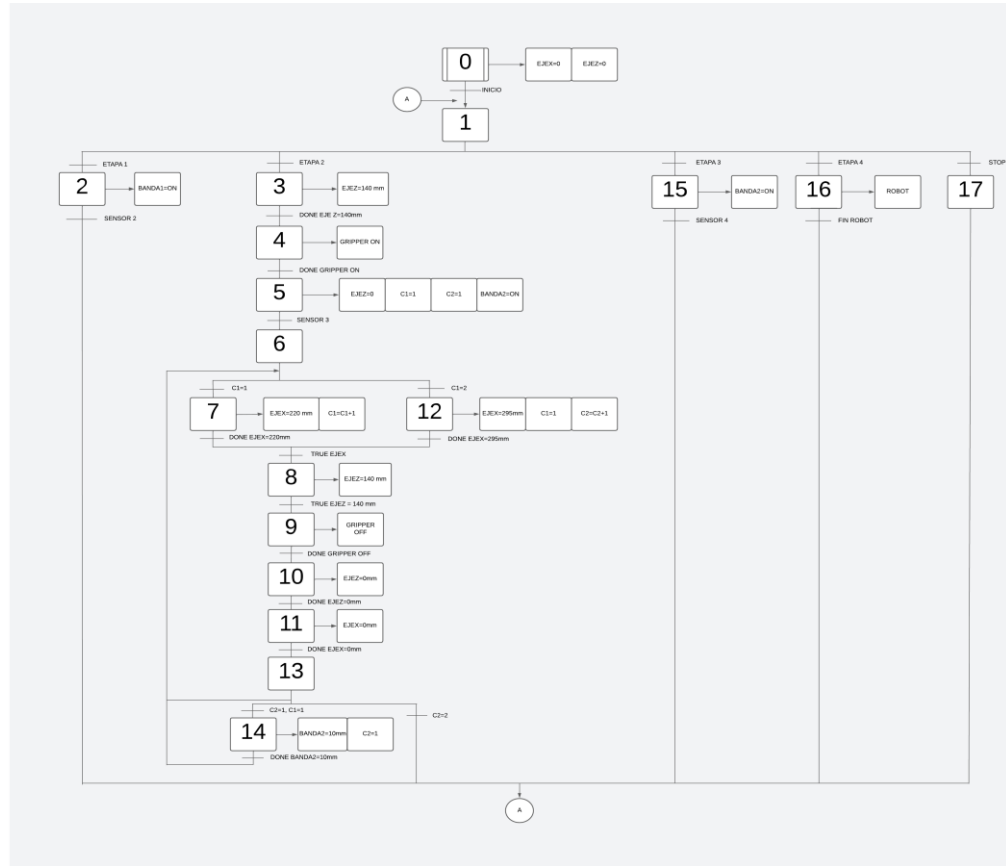 0
EJEX=0
EJEZ=0
INICIO
A
1
ETAPA 1
ETAPA 2
ETAPA 3
ETAPA 4
STOP
2
BANDA1=ON
3
EJEZ=140 mm
15
BANDA2=ON
16
ROBOT
17
SENSOR 2
DONE EJE Z=140mm
SENSOR 4
FIN ROBOT
4
GRIPPER ON
DONE GRIPPER ON
5
EJEZ=0
C1=1
C2=1
BANDA2=ON
SENSOR 3
6
C1=1
C1=2
7
EJEX=220 mm
C1=C1+1
12
EJEX=295mm
C1=1
C2=C2+1
DONE EJEX=220mm
DONE EJEX=295mm
TRUE EJEX
8
EJEZ=140 mm
TRUE EJEZ = 140 mm
9
GRIPPER
OFF
DONE GRIPPER OFF
10
EJEZ=0mm
DONE EJEZ=0mm
11
EJEX=0mm
DONE EJEX=0mm
13
C2=1, C1=1
C2=2
14
BANDA2=10mm
C2=1
DONE BANDA2=10mm
A